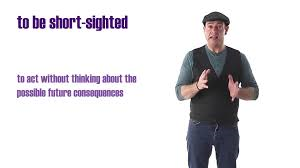 to be short-sighted
to act without thinking about the
possible future consequences